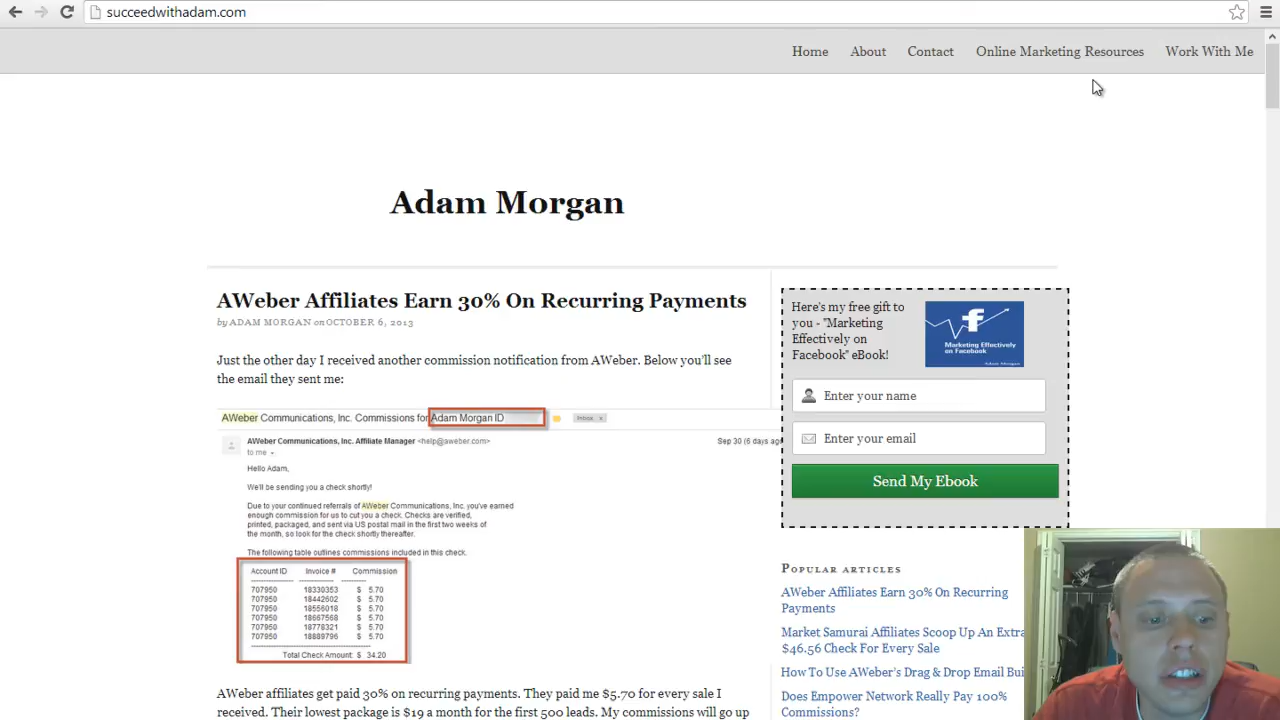 succeedwithadam.com
Home About Contact Online Marketing Resources Work With Me
Adam Morgan
AWeber Affiliates Earn 30% On Recurring Payments
by ADAM MORGAN on OCTOBER 6, 2013
Just the other day I received another commission notification from AWeber. Below you'll see
the email they sent me:
AWeber Communications, Inc. Commissions for Adam Morgan ID
Inbox x
AWeber Communications, Inc. Affiliate Manager <help@aweber.com>
Sep 30 (6 days ago
to me
Hello Adam,
We'll be sending you a check shortly!
Due to your continued referrals of AWeber Communications, Inc. you've earned
enough commission for us to cut you a check. Checks are verified,
printed, packaged, and sent via US postal mail in the first two weeks of
the month, so look for the check shortly thereafter.
The following table outlines commissions included in this check.
Account ID Invoice # Commission
707950 18330353 $ 5.70
707950 18442602 $ 5.70
707950 18556018 $ 5.70
707950 18667568 $ 5.70
707950 18778321 $ 5.70
707950 18889796 $ 5.70
Total Check Amount: $ 34.20
AWeber affiliates get paid 30% on recurring payments. They paid me $5.70 for every sale I
received. Their lowest package is $19 a month for the first 500 leads. My commissions will go up
Here's my free gift to
you - "Marketing
Effectively on
Facebook" eBook!
Marketing Effectively
on Facebook
Adam Morgan
Enter your name
Enter your email
Send My Ebook
POPULAR ARTICLES
AWeber Affiliates Earn 30% On Recurring
Payments
Market Samurai Affiliates Scoop Up An Extra
$46.56 Check For Every Sale
How To Use AWeber's Drag & Drop Email Bui
Does Empower Network Really Pay 100%
Commissions?